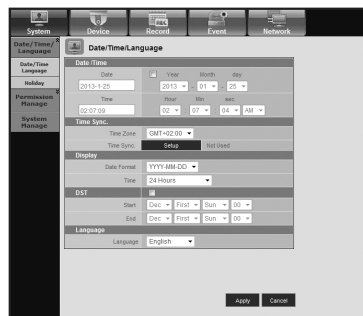 System Device Record Event Network
Date/Time/
Language
Date/Time
Language
Holiday
Permission
Manage
System
Manage
Date/Time/Language
Date /Time
Date Year Month day
2013-1-25 2013 - 01 - 25
Time Hour Min sec
02:07:09 02 : 07 : 04 AM
Time Sync.
Time Zone GMT+02:00
Time Sync. Setup Not Used
Display
Date Format YYYY-MM-DD
Time 24 Hours
DST
Start Dec First Sun 00
End Dec First Sun 00
Language
Language English
Apply Cancel